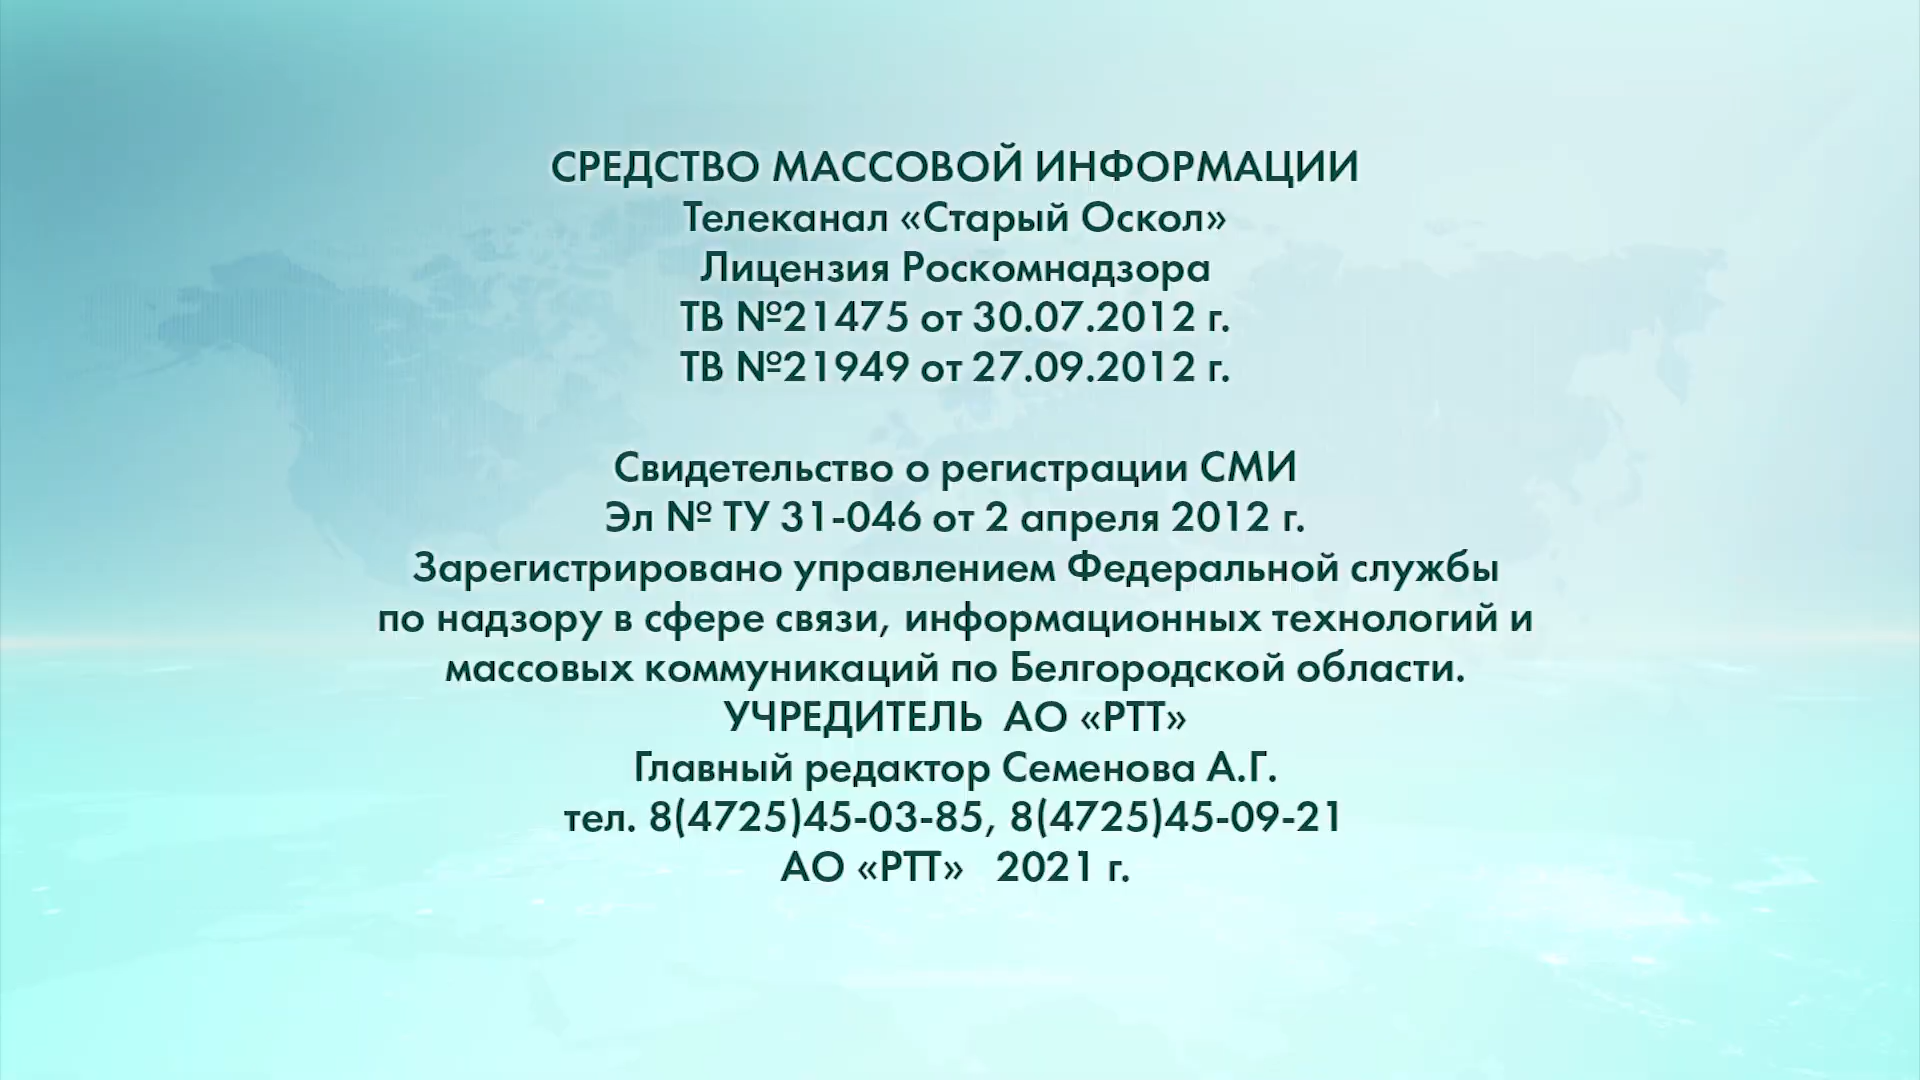 СРЕДСТВО МАССОВОЙ ИНФОРМАЦИИ
Телеканал «Старый Оскол»
Лицензия Роскомнадзора
ТВ №21475 от 30.07.2012 г.
ТВ №21949 от 27.09.2012 г.
Свидетельство о регистрации СМИ
Эл № ТУ 31-046 от 2 апреля 2012 г.
Зарегистрировано управлением Федеральной службы
по надзору в сфере связи, информационных технологий и
массовых коммуникаций по Белгородской области.
УЧРЕДИТЕЛЬ АО «РТТ»
Главный редактор Семенова А.Г.
тел. 8(4725)45-03-85, 8(4725)45-09-21
АО «РТТ» 2021 г.